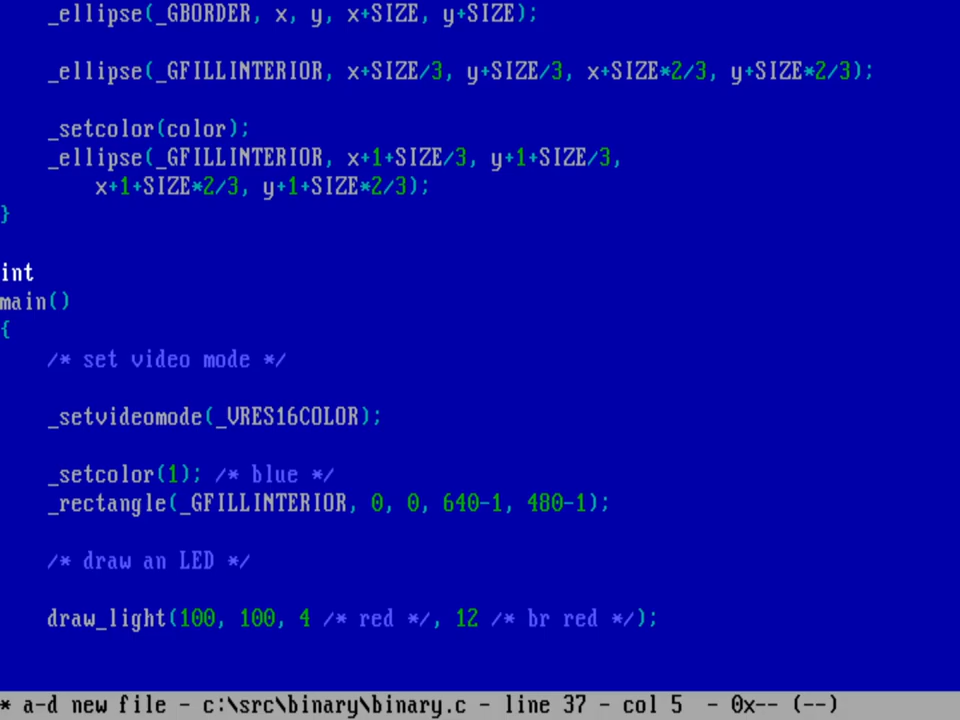 _ellipse(_GBORDER, x, y, x+SIZE, y+SIZE);
_ellipse(_GFILLINTERIOR, x+SIZE/3, y+SIZE/3, x+SIZE*2/3, y+SIZE*2/3);
_setcolor(color);
_ellipse(_GFILLINTERIOR, x+1+SIZE/3, y+1+SIZE/3,
x+1+SIZE*2/3, y+1+SIZE*2/3);
}
int
main()
{
/* set video mode */
_setvideomode(_VRES16COLOR);
_setcolor(1); /* blue */
_rectangle(_GFILLINTERIOR, 0, 0, 640-1, 480-1);
/* draw an LED */
draw_light(100, 100, 4 /* red */, 12 /* br red */);
* a-d new file - c:\src\binary\binary.c - line 37 - col 5  - 0x-- (--)